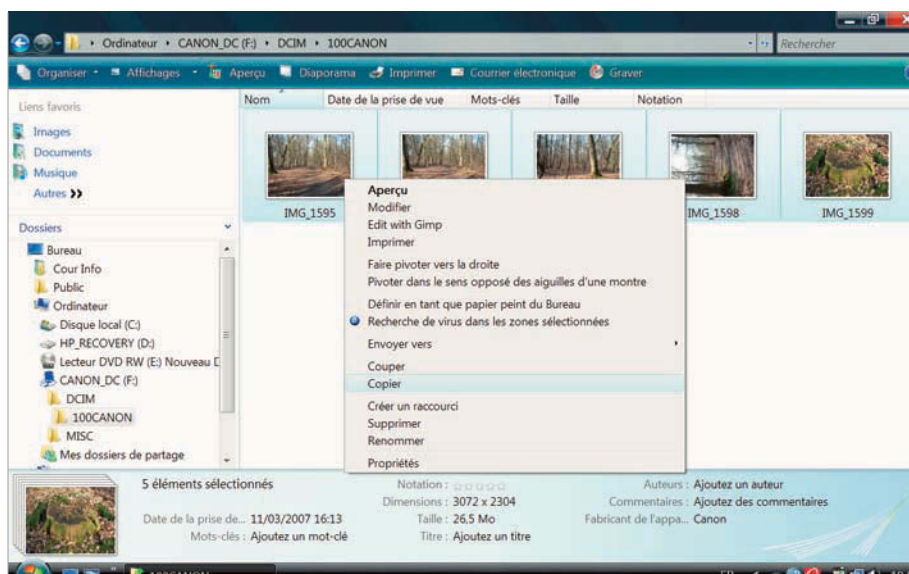 Ordinateur CANON_DC (F:) DCIM 100CANON Rechercher
Organiser Affichages Aperçu Diaporama Imprimer Courrier électronique Graver
Liens favoris
Images
Documents
Musique
Autres
Dossiers
Bureau
Cour Info
Public
Ordinateur
Disque local (C:)
HP_RECOVERY (D:)
Lecteur DVD RW (E:) Nouveau
CANON_DC (F:)
DCIM
100CANON
MISC
Mes dossiers de partage
Nom Date de la prise de vue Mots-clés Taille Notation
IMG_1595 IMG_1598 IMG_1599
Aperçu
Modifier
Edit with Gimp
Imprimer
Faire pivoter vers la droite
Pivoter dans le sens opposé des aiguilles d'une montre
Définir en tant que papier peint du Bureau
Recherche de virus dans les zones sélectionnées
Envoyer vers
Couper
Copier
Créer un raccourci
Supprimer
Renommer
Propriétés
5 éléments sélectionnés Notation : Auteurs : Ajoutez un auteur
Dimensions : 3072 x 2304 Commentaires : Ajoutez des commentaires
Date de la prise de... 11/03/2007 16:13 Taille : 26,5 Mo Fabricant de l'appa... Canon
Mots-clés : Ajoutez un mot-clé Titre : Ajoutez un titre
100CANON FR